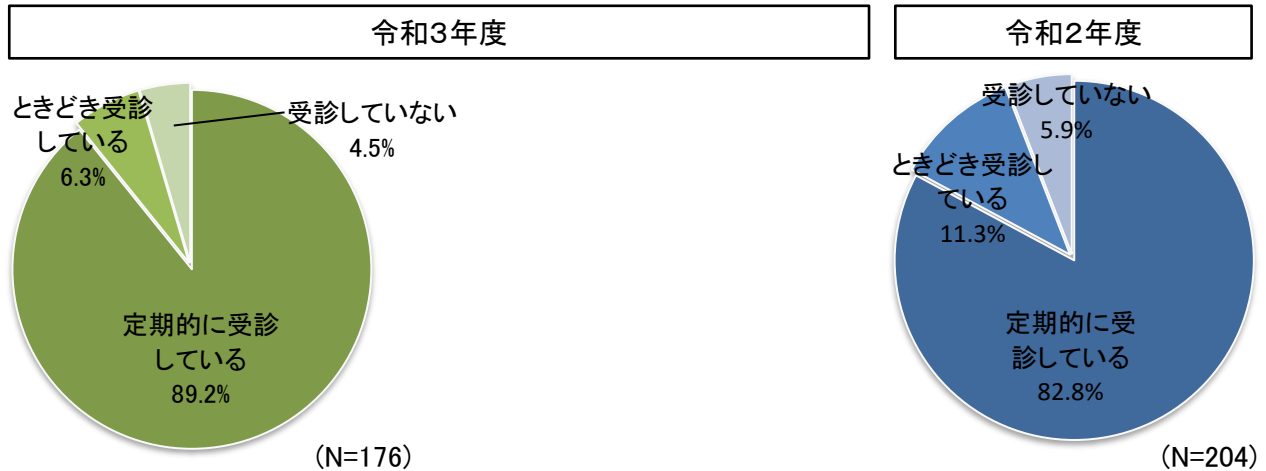 令和3年度
ときどき受診
している
6.3%
受診していない
4.5%
定期的に受診
している
89.2%
(N=176)
令和2年度
受診していない
5.9%
ときどき受診し
ている
11.3%
定期的に受
診している
82.8%
(N=204)